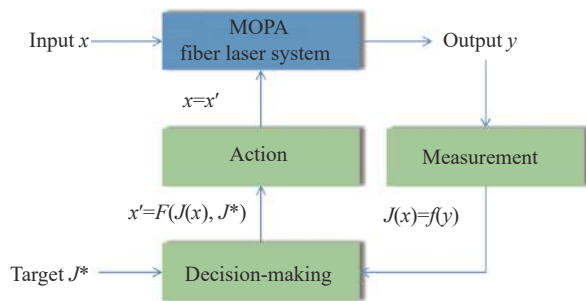 Input x
MOPA
fiber laser system
Output y
x=x′
Action
Measurement
x′=F(J(x), J*)
J(x)=f(y)
Target J*
Decision-making